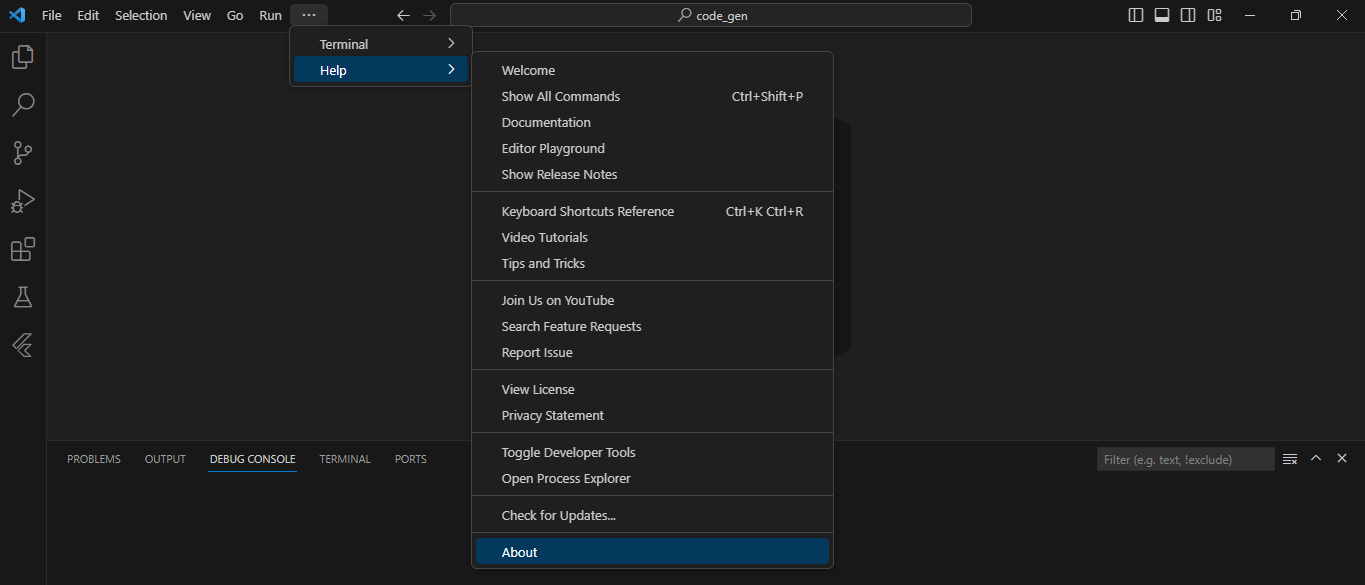 File Edit Selection View Go Run ···
code_gen
Terminal
Help
Welcome
Show All Commands Ctrl+Shift+P
Documentation
Editor Playground
Show Release Notes
Keyboard Shortcuts Reference Ctrl+K Ctrl+R
Video Tutorials
Tips and Tricks
Join Us on YouTube
Search Feature Requests
Report Issue
View License
Privacy Statement
Toggle Developer Tools
Open Process Explorer
Check for Updates...
About
PROBLEMS OUTPUT DEBUG CONSOLE TERMINAL PORTS
Filter (e.g. text, !exclude)